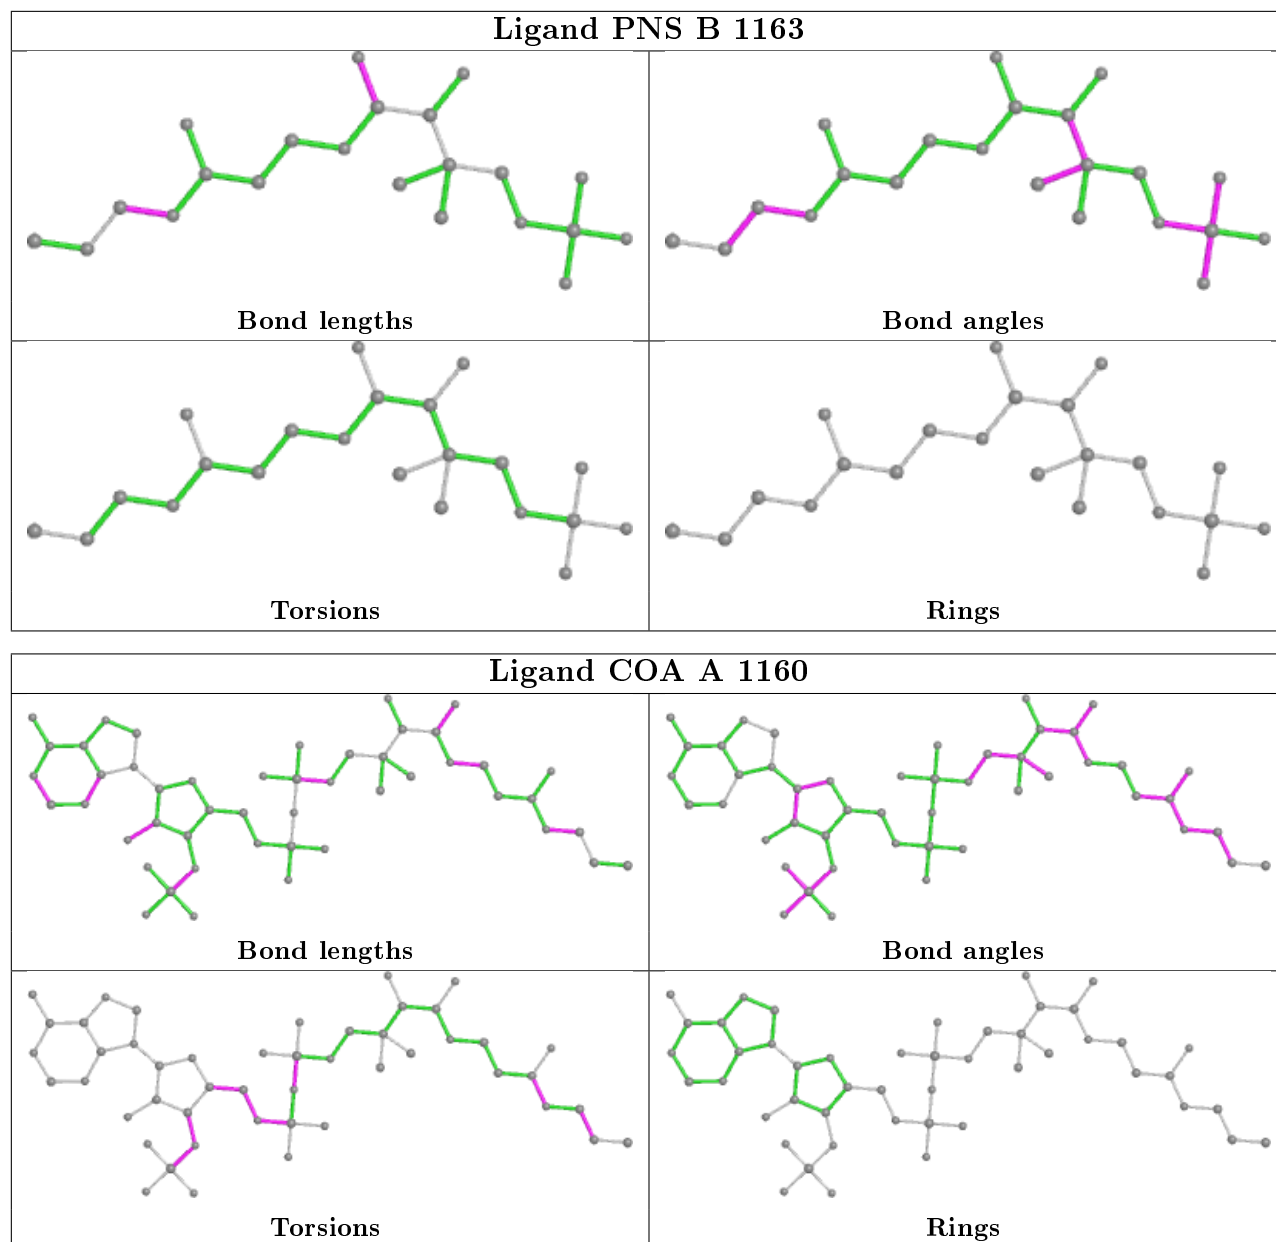 Ligand PNS B 1163
Bond lengths
Bond angles
Torsions
Rings
Ligand COA A 1160
Bond lengths
Bond angles
Torsions
Rings